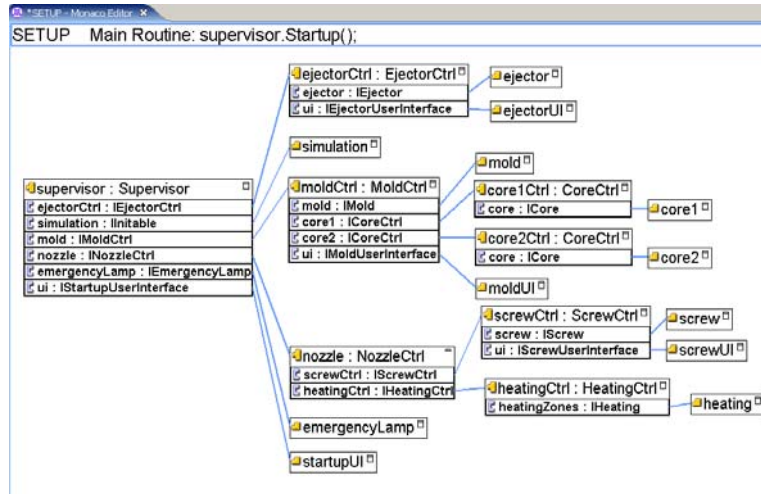 *SETUP - Monaco Editor
SETUP Main Routine: supervisor.Startup();
ejectorCtrl : EjectorCtrl
ejector : IEjector
ui : IEjectorUserInterface
ejector
ejectorUI
simulation
supervisor : Supervisor
ejectorCtrl : IEjectorCtrl
simulation : IInitable
mold : IMoldCtrl
nozzle : INozzleCtrl
emergencyLamp : IEmergencyLamp
ui : IStartupUserInterface
moldCtrl : MoldCtrl
mold : IMold
core1 : ICoreCtrl
core2 : ICoreCtrl
ui : IMoldUserInterface
mold
core1Ctrl : CoreCtrl
core : ICore
core1
core2Ctrl : CoreCtrl
core : ICore
core2
moldUI
nozzle : NozzleCtrl
screwCtrl : IScrewCtrl
heatingCtrl : IHeatingCtrl
screwCtrl : ScrewCtrl
screw : IScrew
ui : IScrewUserInterface
screw
screwUI
heatingCtrl : HeatingCtrl
heatingZones : IHeating
heating
emergencyLamp
startupUI